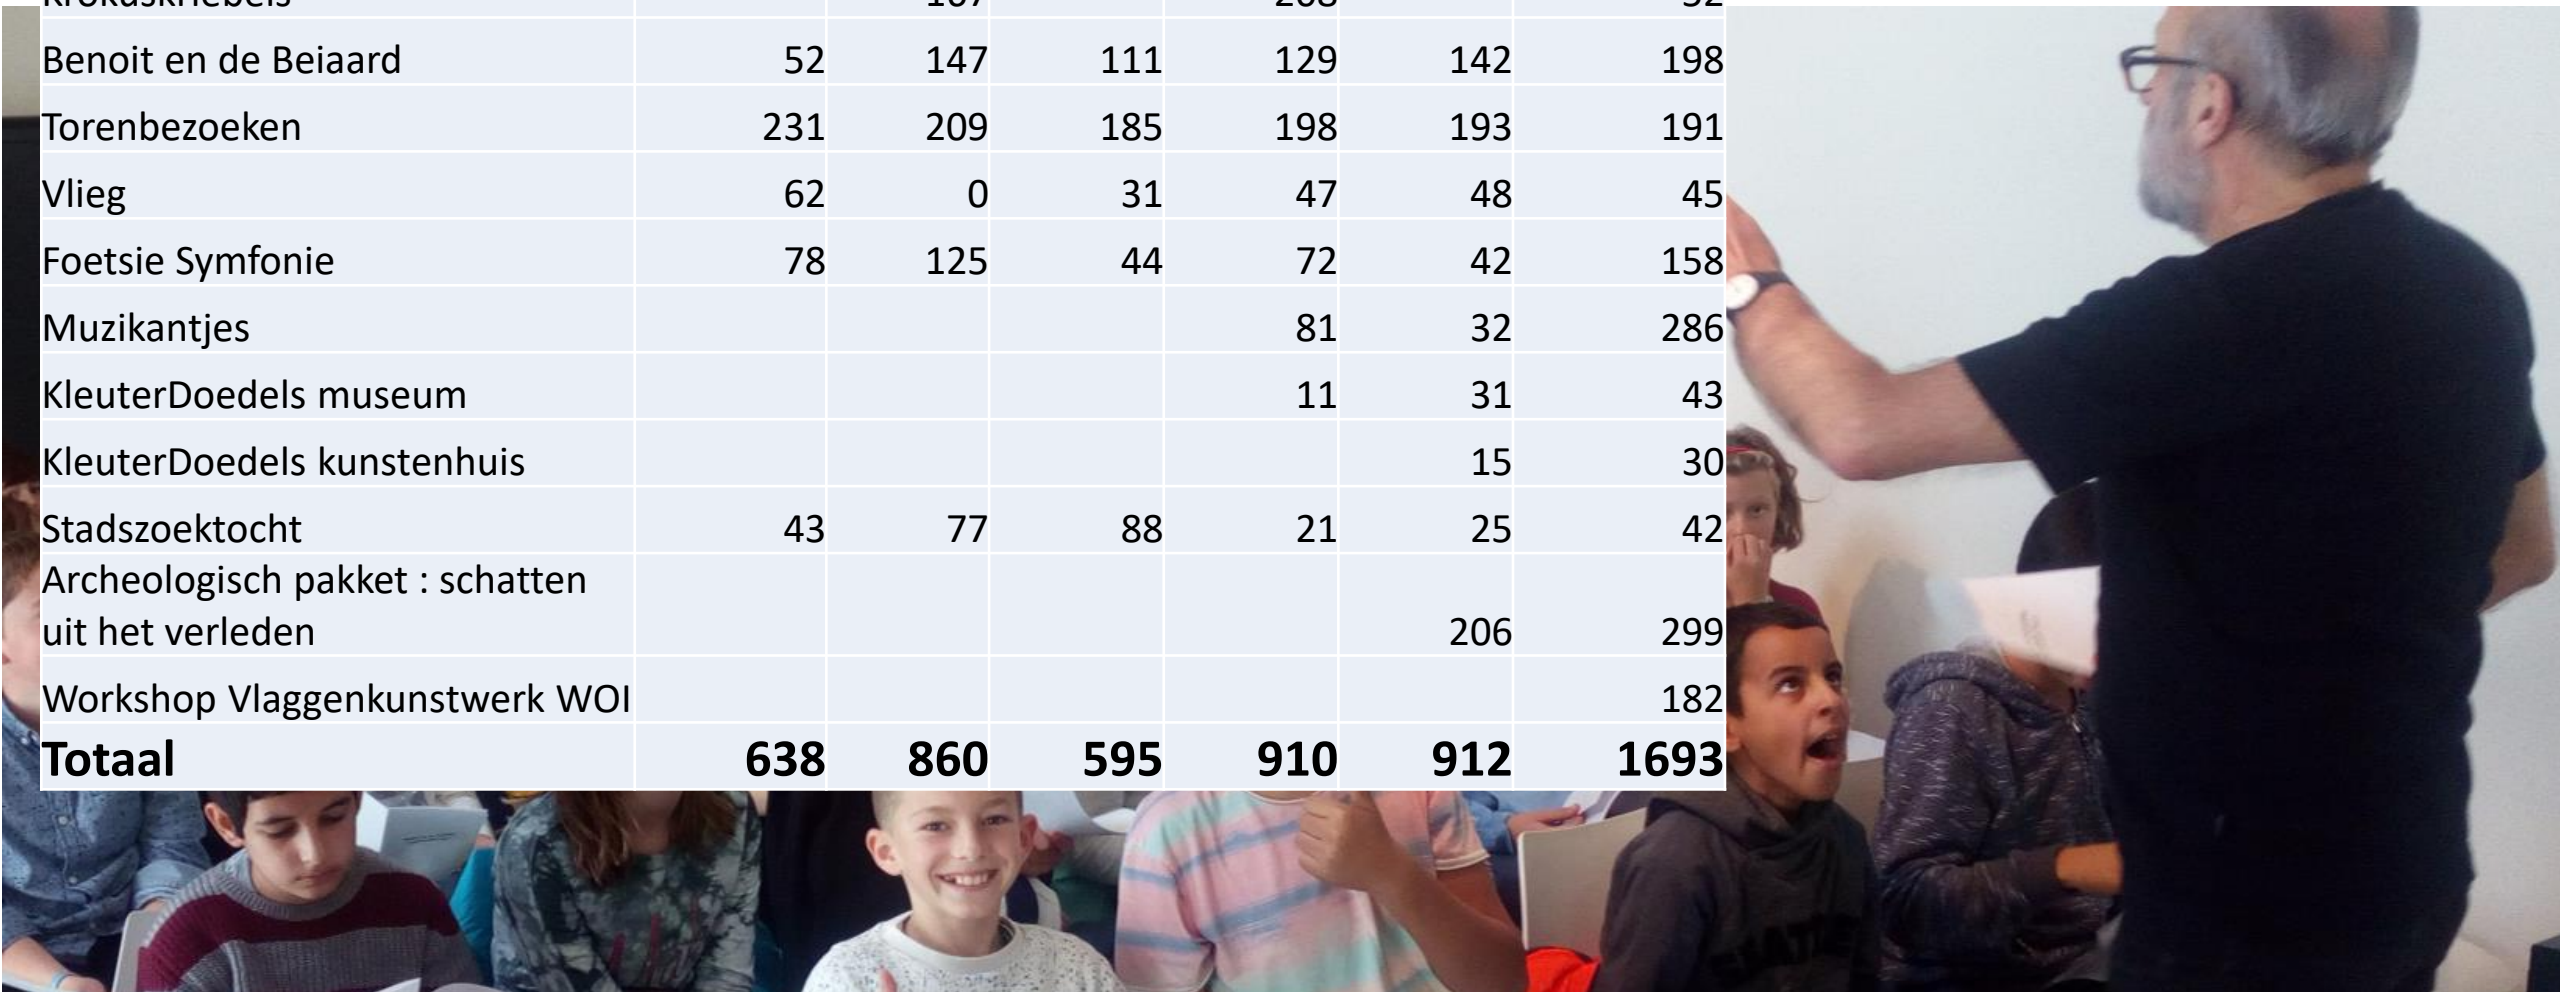 Krokuskriebels
Benoit en de Beiaard 52 147 111 129 142 198
Torenbezoeken 231 209 185 198 193 191
Vlieg 62 0 31 47 48 45
Foetsie Symfonie 78 125 44 72 42 158
Muzikantjes 81 32 286
KleuterDoedels museum 11 31 43
KleuterDoedels kunstenhuis 15 30
Stadszoektocht 43 77 88 21 25 42
Archeologisch pakket : schatten
uit het verleden 206 299
Workshop Vlaggenkunstwerk WOI 182
Totaal 638 860 595 910 912 1693